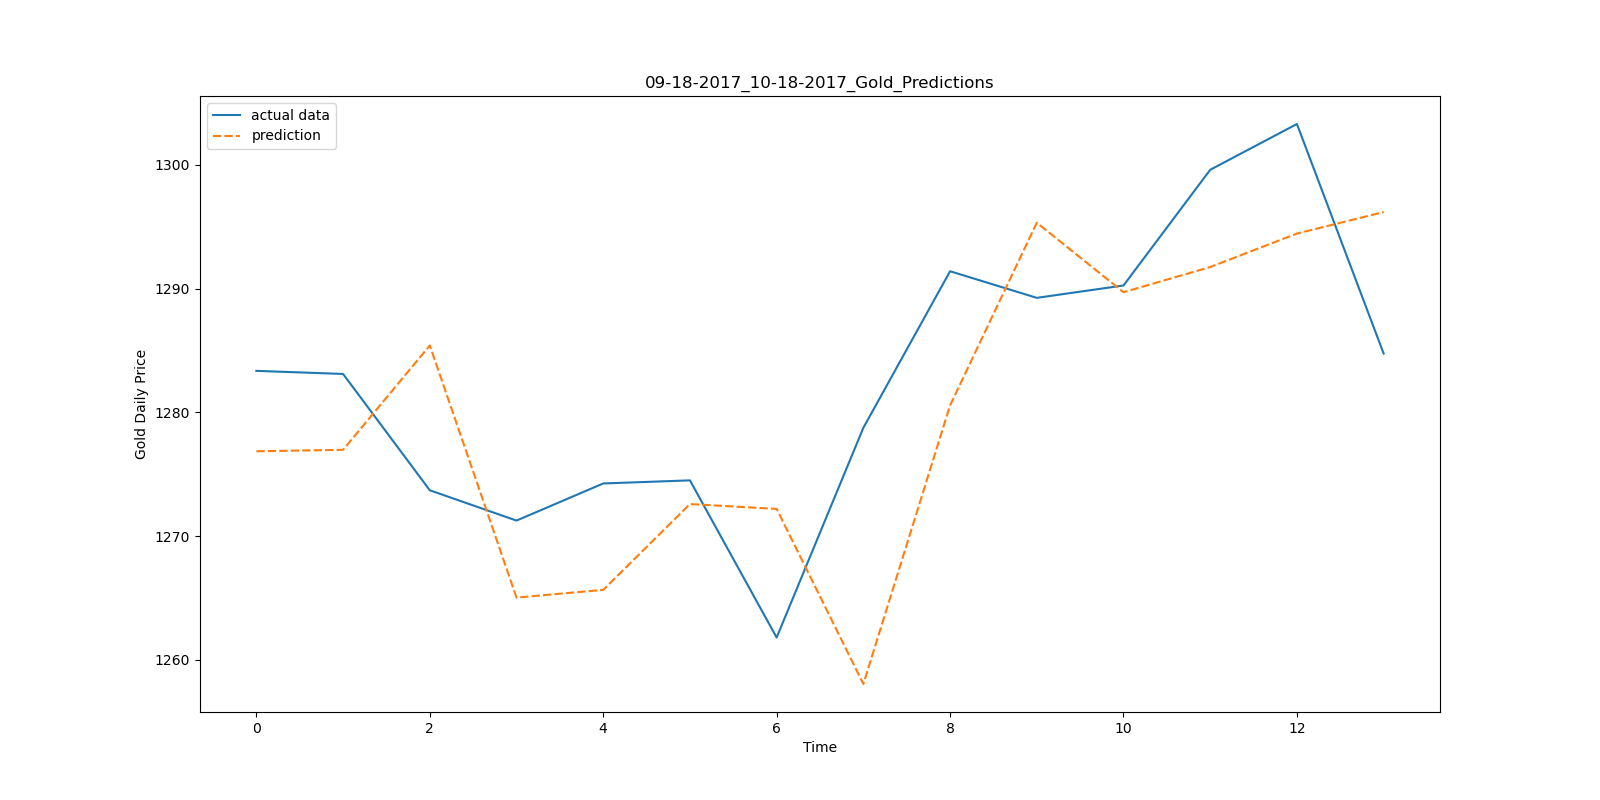 09-18-2017_10-18-2017_Gold_Predictions
actual data
prediction
1300
1290
1280
1270
1260
Gold Daily Price
0 2 4 6 8 10 12
Time